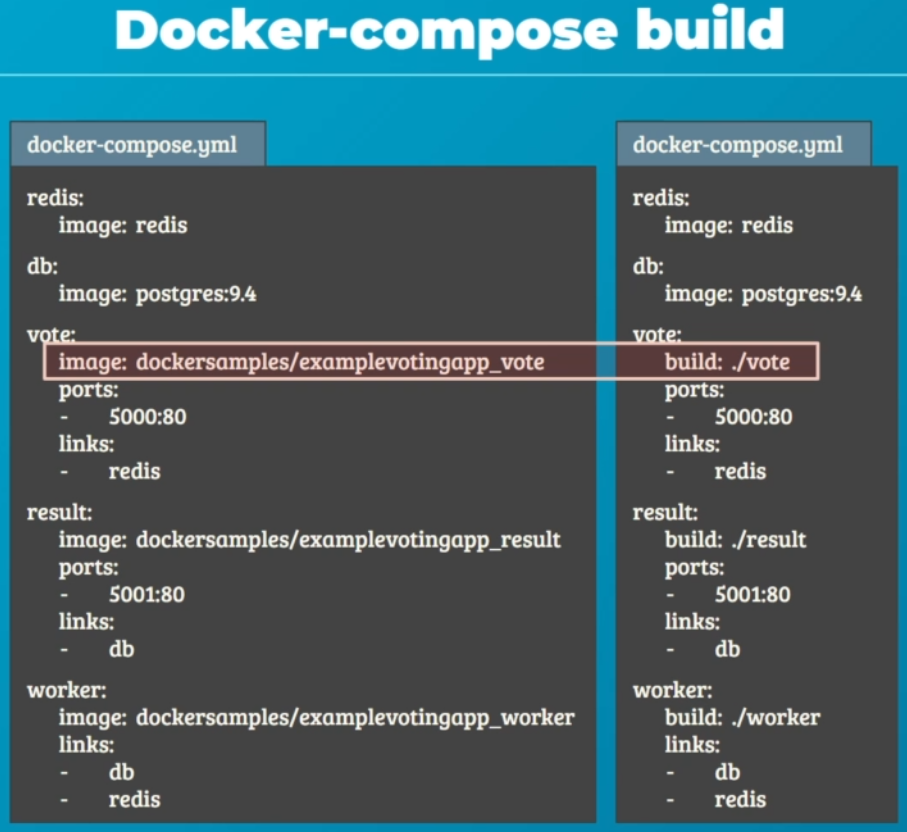 Docker-compose build
docker-compose.yml
redis:
image: redis
db:
image: postgres:9.4
vote:
image: dockersamples/examplevotingapp_vote
ports:
- 5000:80
links:
- redis
result:
image: dockersamples/examplevotingapp_result
ports:
- 5001:80
links:
- db
worker:
image: dockersamples/examplevotingapp_worker
links:
- db
- redis
docker-compose.yml
redis:
image: redis
db:
image: postgres:9.4
vote:
build: ./vote
ports:
- 5000:80
links:
- redis
result:
build: ./result
ports:
- 5001:80
links:
- db
worker:
build: ./worker
links:
- db
- redis